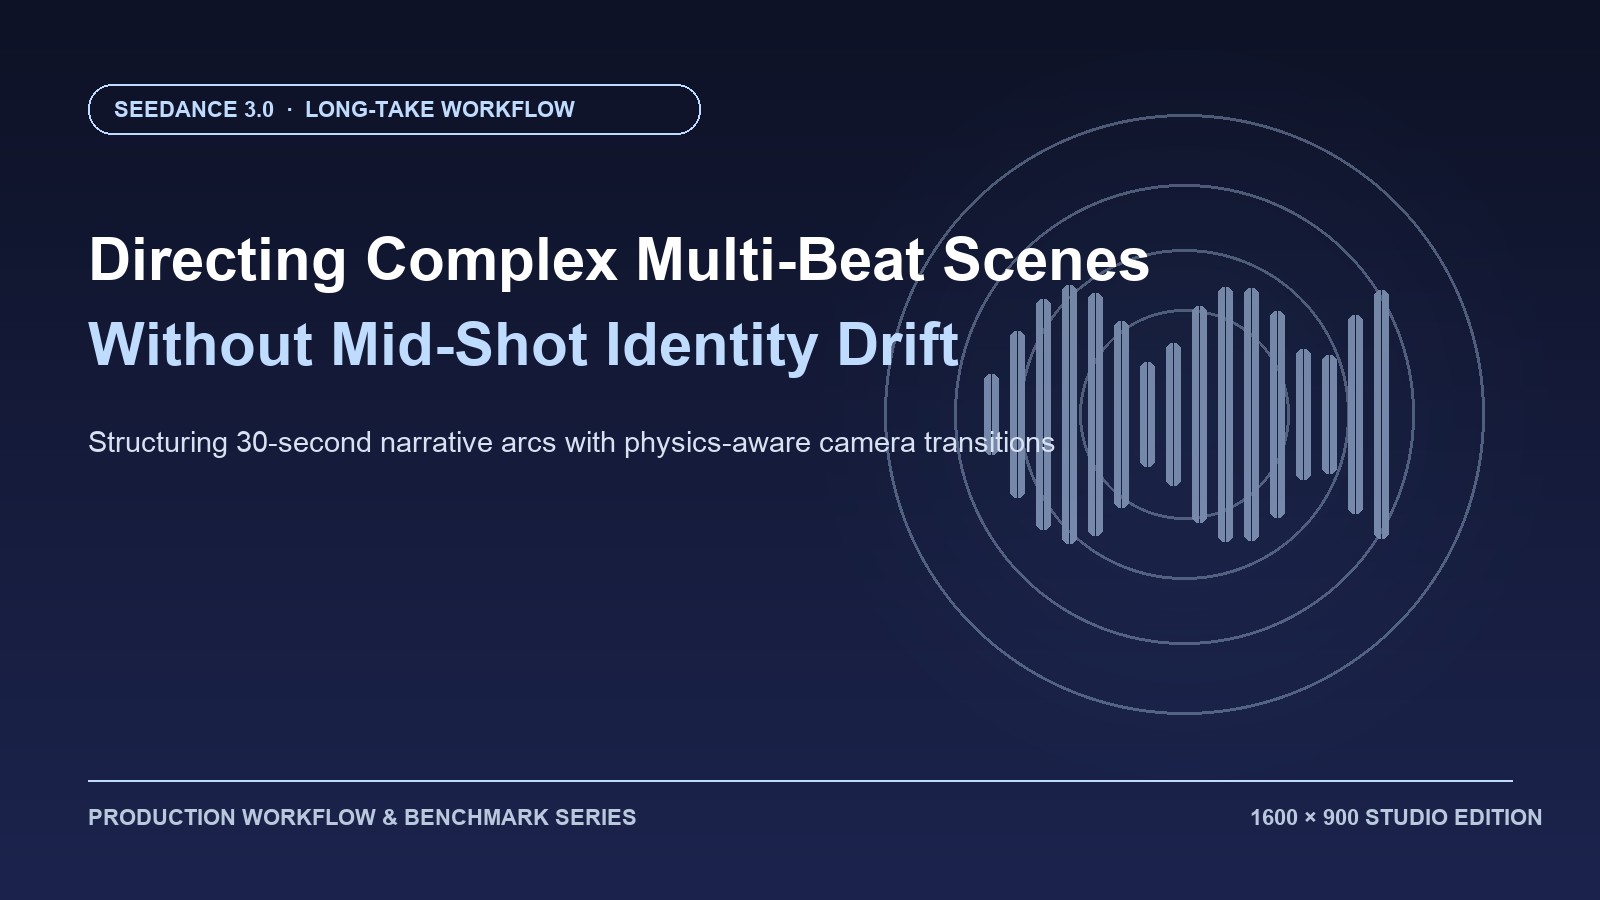 SEEDANCE 3.0 · LONG-TAKE WORKFLOW
Directing Complex Multi-Beat Scenes
Without Mid-Shot Identity Drift
Structuring 30-second narrative arcs with physics-aware camera transitions
PRODUCTION WORKFLOW & BENCHMARK SERIES
1600 × 900 STUDIO EDITION